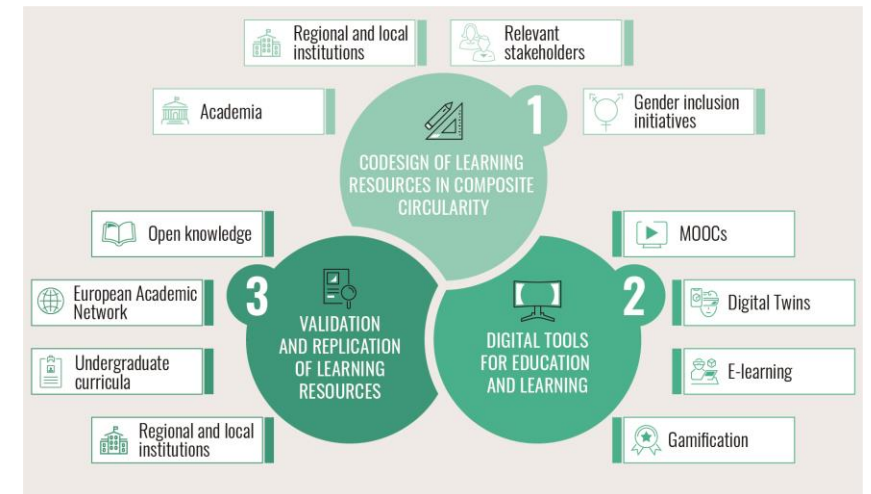 Regional and local
institutions
Relevant
stakeholders
Academia
Gender inclusion
initiatives
1
CODESIGN OF LEARNING
RESOURCES IN COMPOSITE
CIRCULARITY
Open knowledge
European Academic
Network
Undergraduate
curricula
Regional and local
institutions
3
VALIDATION
AND REPLICATION
OF LEARNING
RESOURCES
2
DIGITAL TOOLS
FOR EDUCATION
AND LEARNING
MOOCs
Digital Twins
E-learning
Gamification